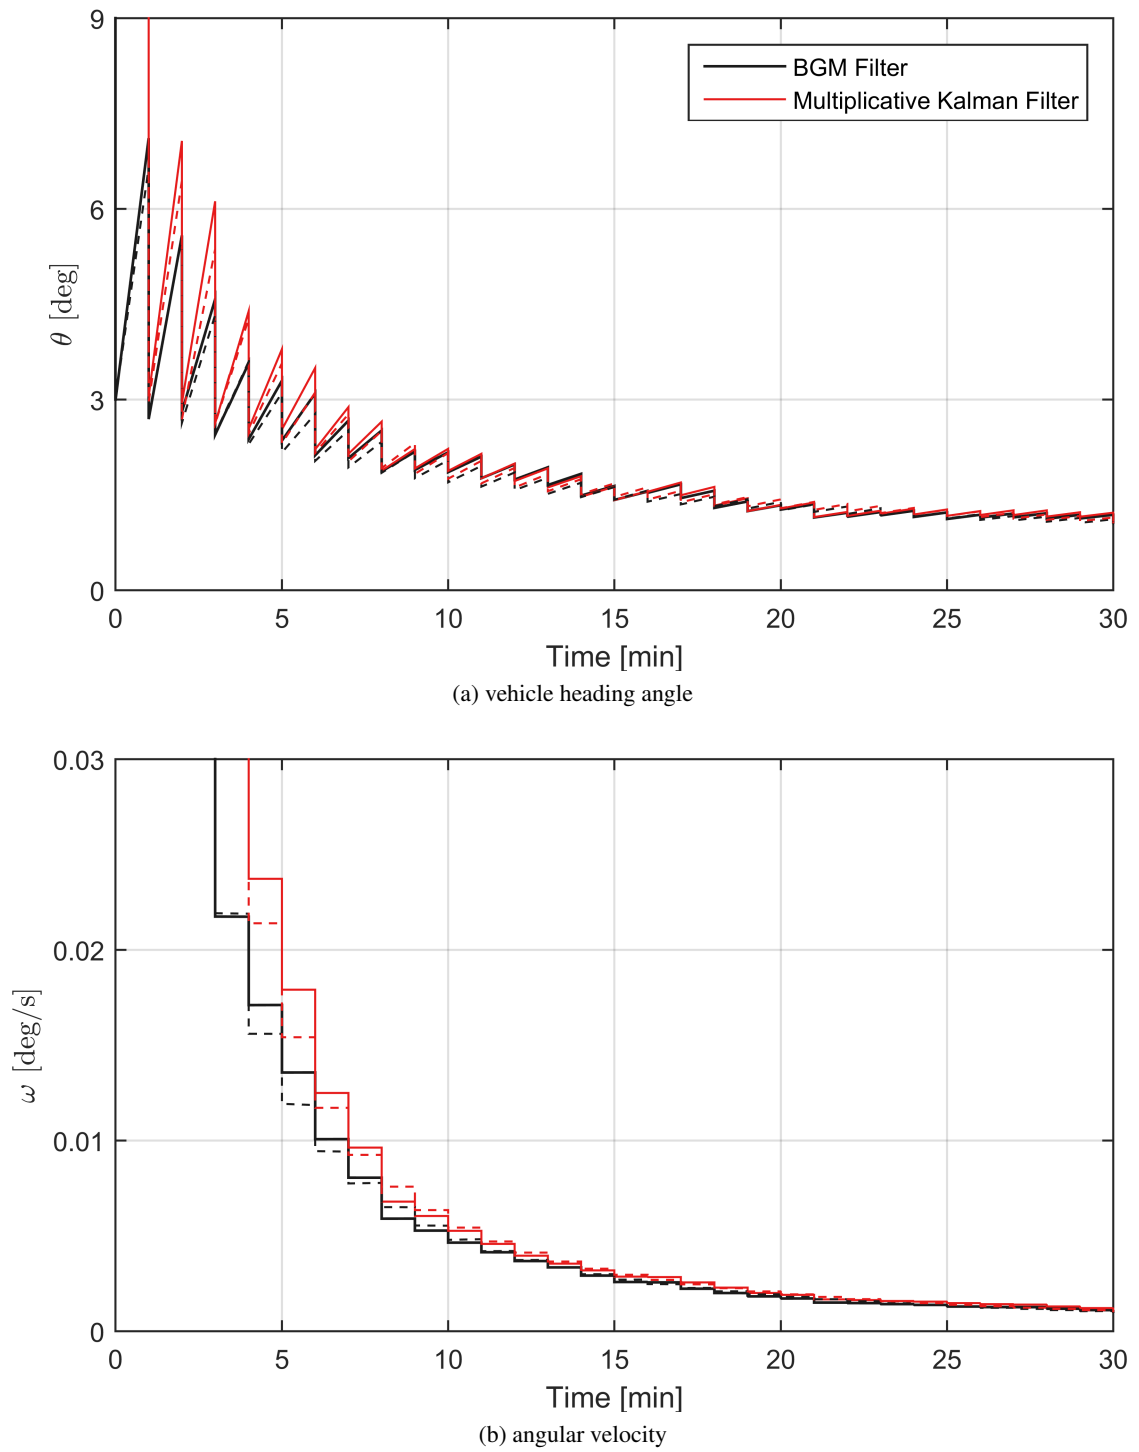 9
6
3
0
θ [deg]
BGM Filter
Multiplicative Kalman Filter
0 5 10 15 20 25 30
Time [min]
(a) vehicle heading angle
0.03
0.02
0.01
0
ω [deg/s]
0 5 10 15 20 25 30
Time [min]
(b) angular velocity